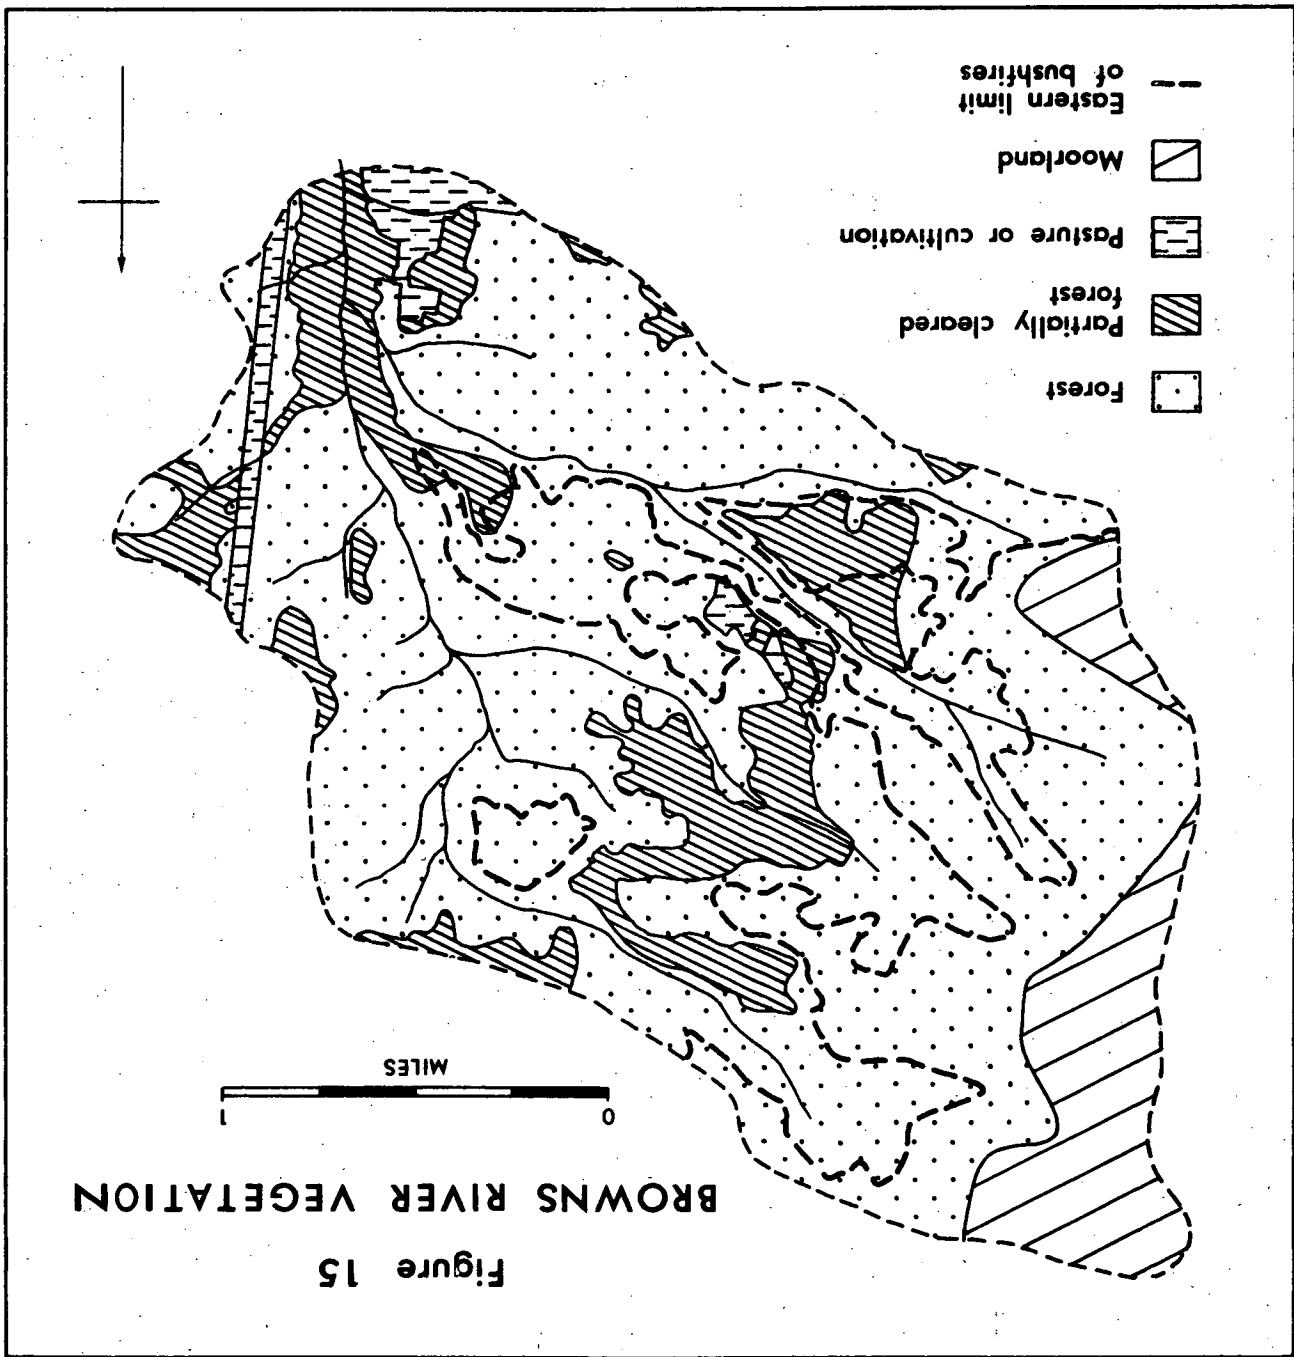 Figure 15
BROWNS RIVER VEGETATION
0 1
MILES
Forest
Partially cleared
forest
Pasture or cultivation
Moorland
Eastern limit
of bushfires